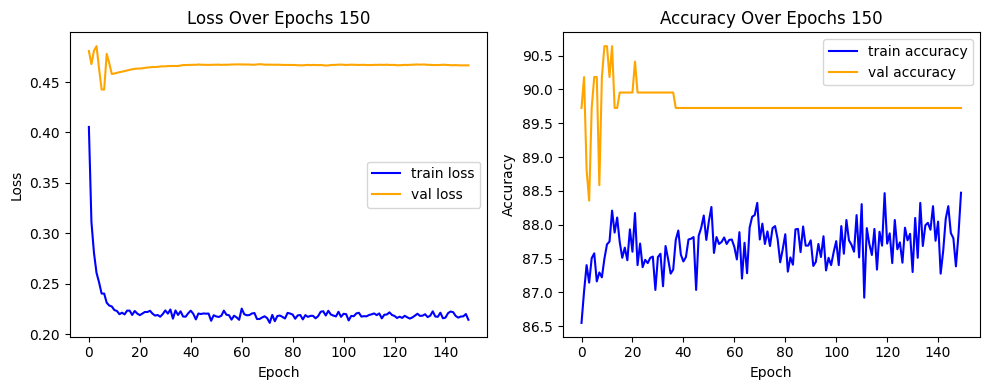 Loss Over Epochs 150
Loss
0.45
0.40
0.35
0.30
0.25
0.20
train loss
val loss
0 20 40 60 80 100 120 140
Epoch
Accuracy Over Epochs 150
Accuracy
90.5
90.0
89.5
89.0
88.5
88.0
87.5
87.0
86.5
train accuracy
val accuracy
0 20 40 60 80 100 120 140
Epoch